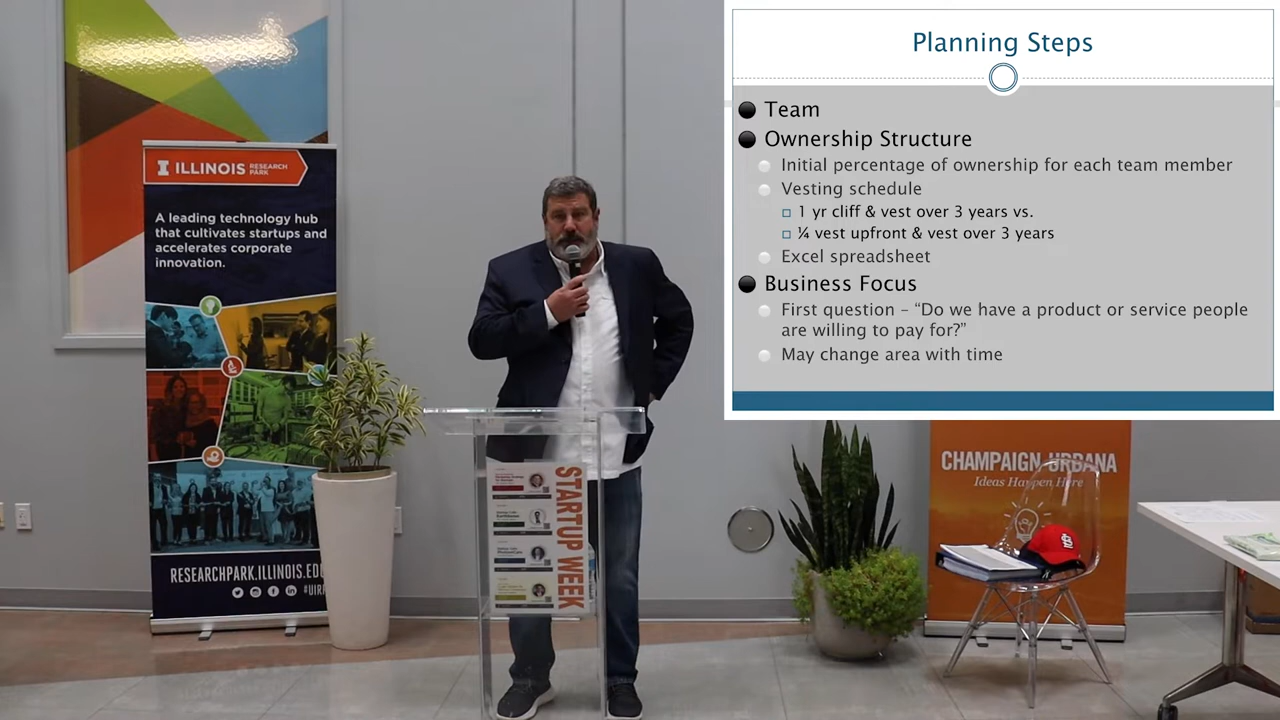 Planning Steps
Team
Ownership Structure
Initial percentage of ownership for each team member
Vesting schedule
1 yr cliff & vest over 3 years vs.
¼ vest upfront & vest over 3 years
Excel spreadsheet
Business Focus
First question – “Do we have a product or service people
are willing to pay for?”
May change area with time
ILLINOIS RESEARCH PARK
A leading technology hub
that cultivates startups and
accelerates corporate
innovation.
RESEARCHPARK.ILLINOIS.EDU
#UIRP
STARTUP WEEK
CHAMPAIGN-URBANA
Ideas Happen Here